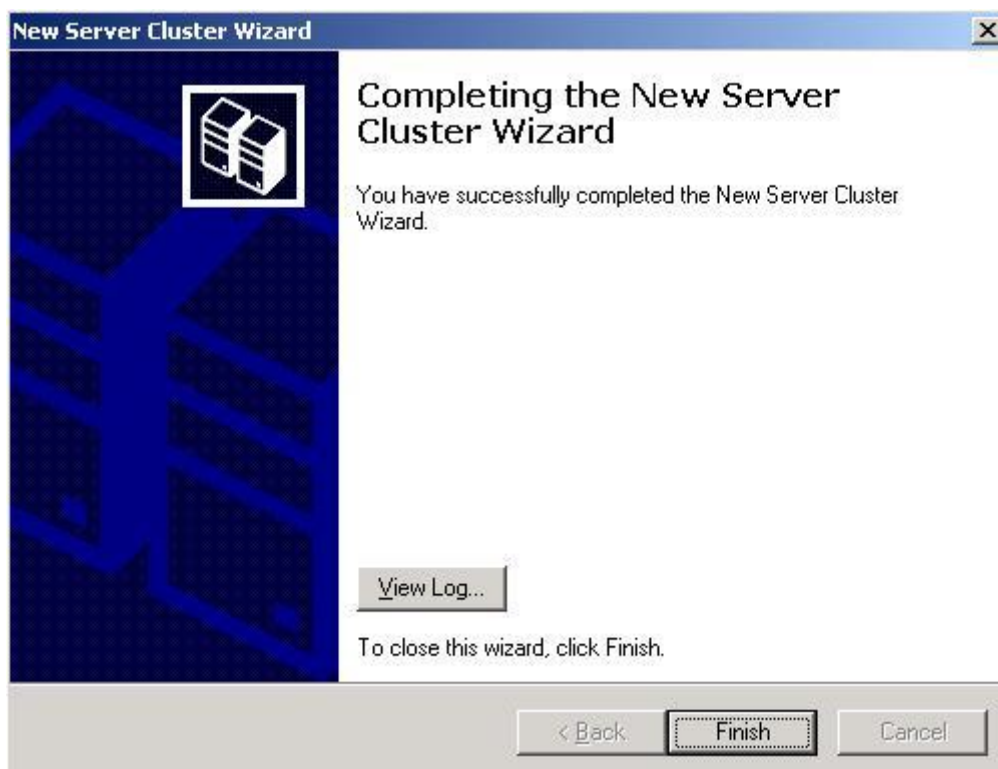 New Server Cluster Wizard
Completing the New Server
Cluster Wizard
You have successfully completed the New Server Cluster
Wizard.
View Log...
To close this wizard, click Finish.
< Back
Finish
Cancel